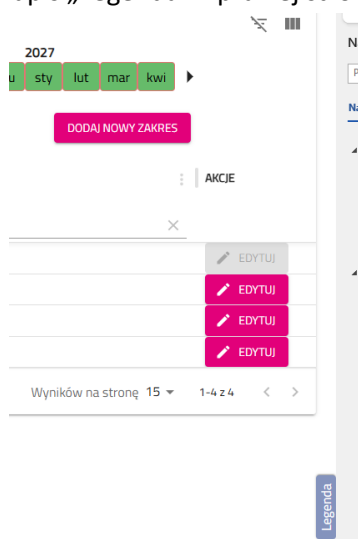 2027
sty lut mar kwi
DODAJ NOWY ZAKRES
AKCJE
EDYTUJ
EDYTUJ
EDYTUJ
EDYTUJ
Wyników na stronę 15 1-4 z 4
Legenda